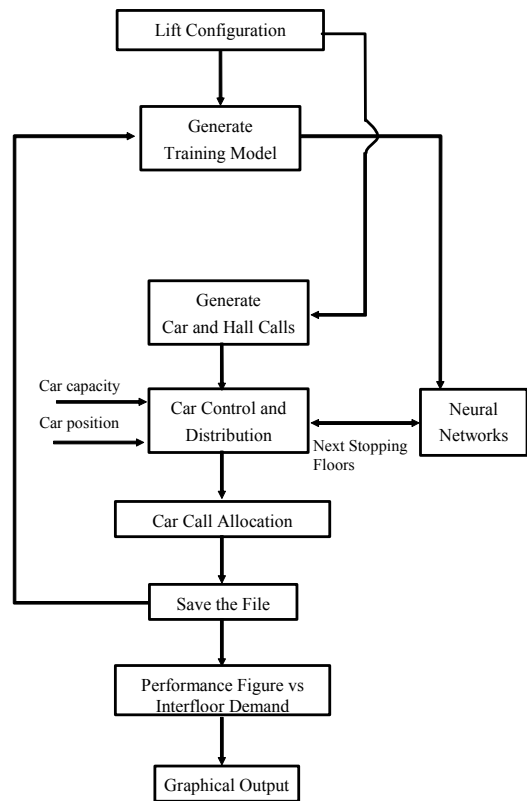 Lift Configuration
Generate
Training Model
Generate
Car and Hall Calls
Car capacity
Car position
Car Control and
Distribution
Next Stopping
Floors
Neural
Networks
Car Call Allocation
Save the File
Performance Figure vs
Interfloor Demand
Graphical Output